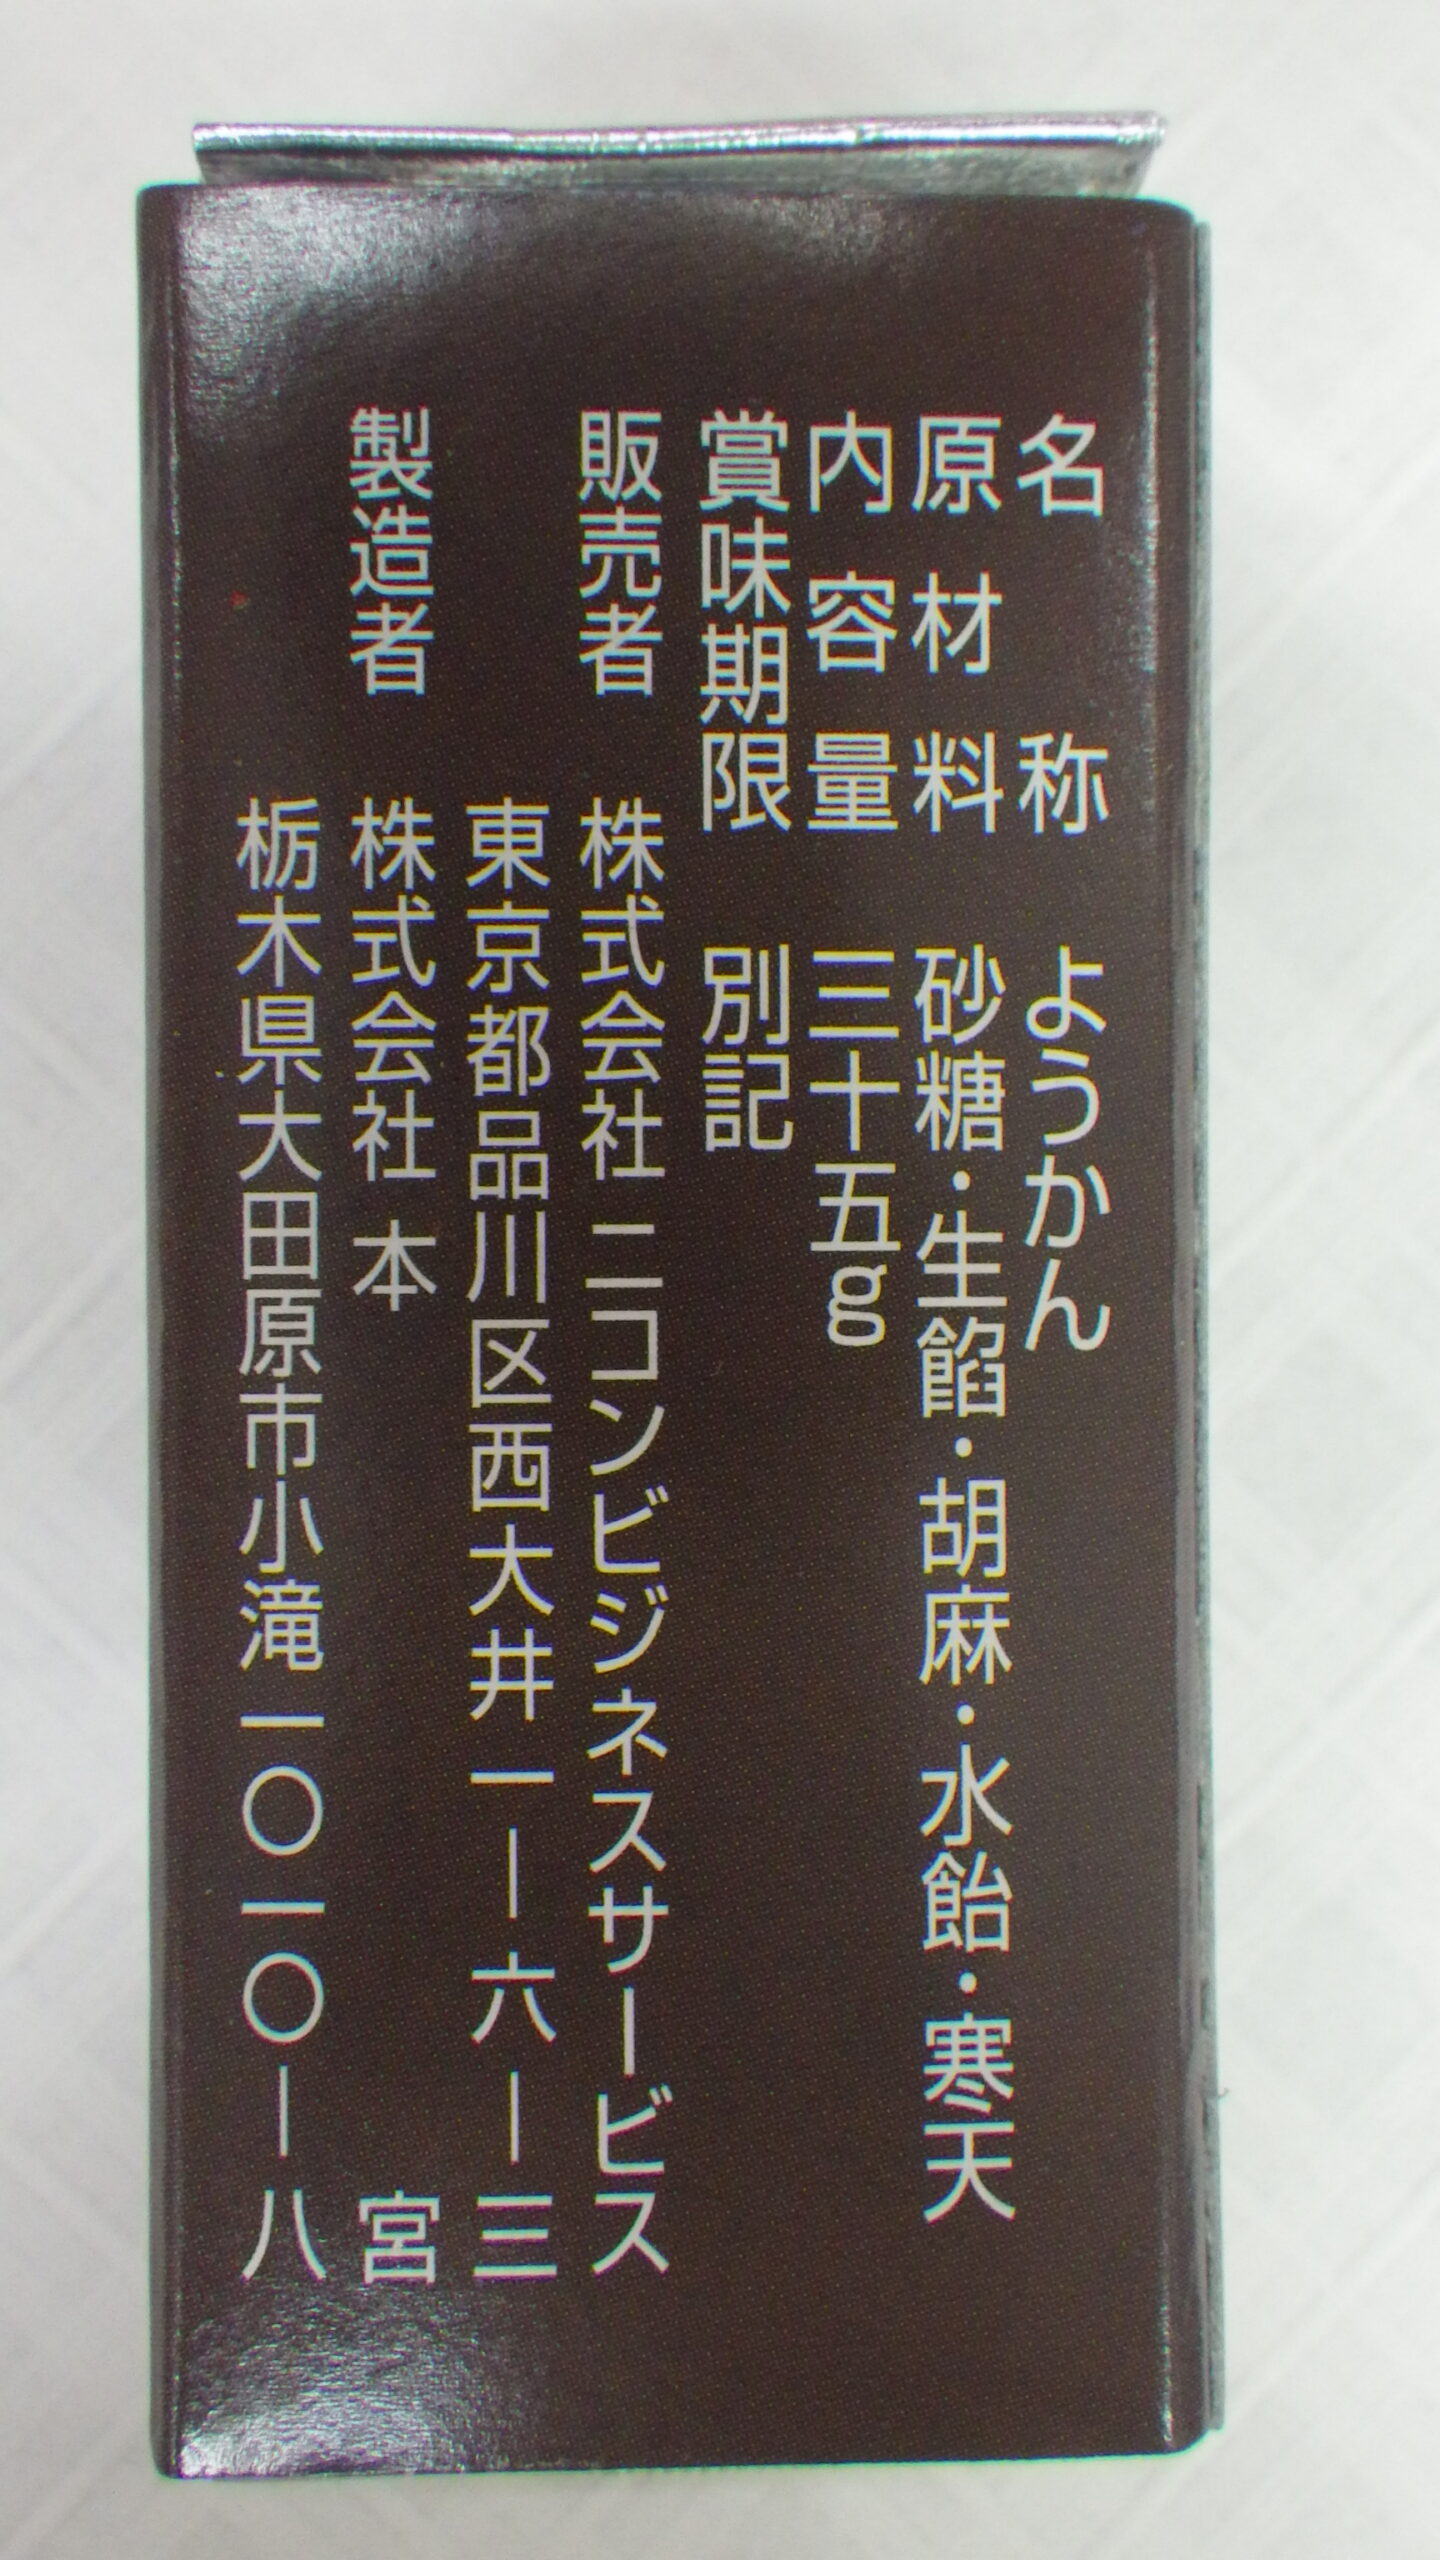 名称 ようかん
原材料 砂糖・生餡・胡麻・水飴・寒天
内容量 三十五g
賞味期限 別記
販売者 株式会社 ニコンビジネスサービス
東京都品川区西大井一ー六ー三
製造者 株式会社 本宮
栃木県大田原市小滝一〇一〇ー八